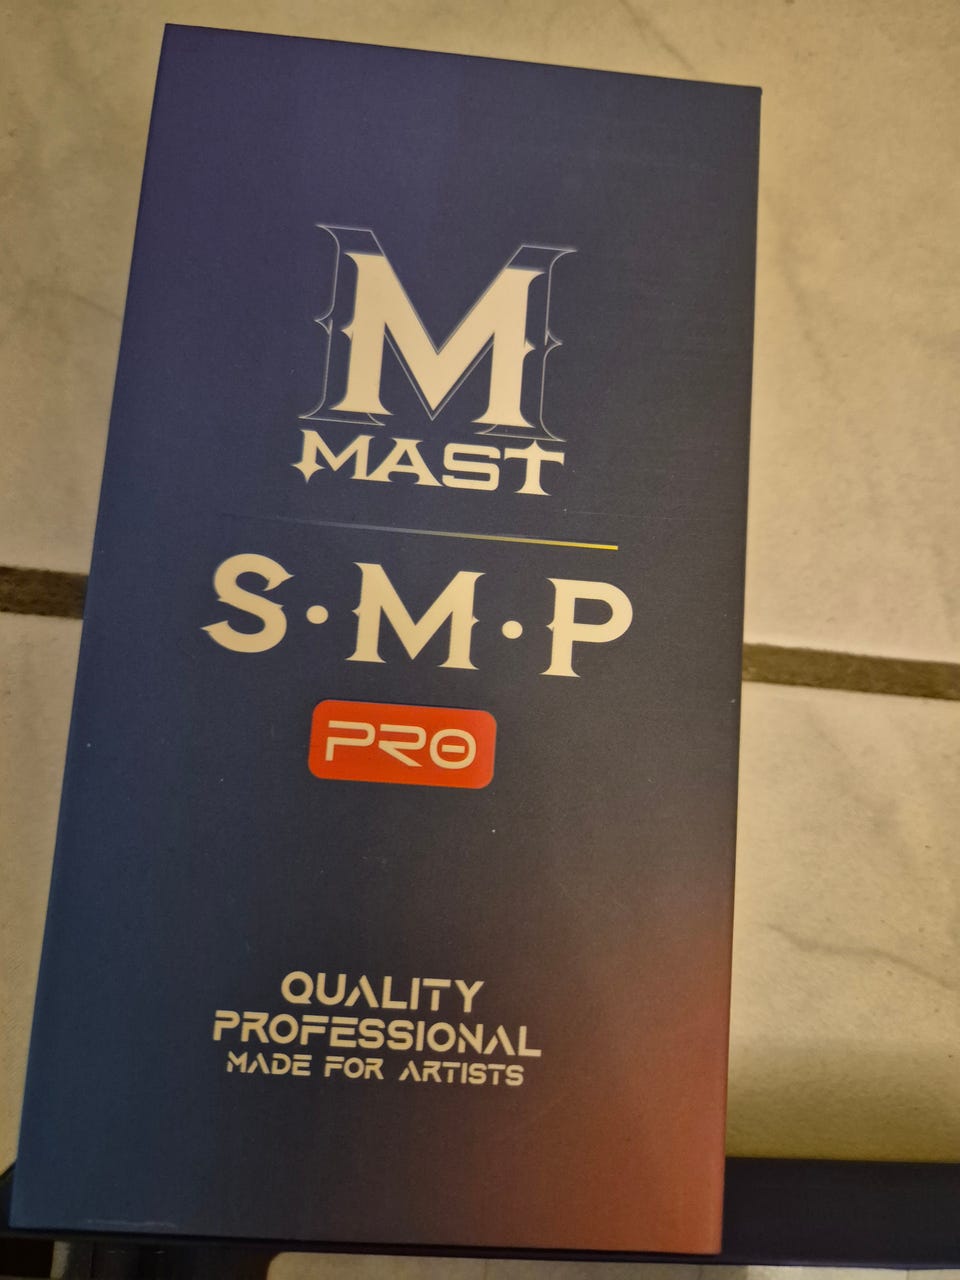 M
MAST
S·M·P
PRO
QUALITY
PROFESSIONAL
MADE FOR ARTISTS